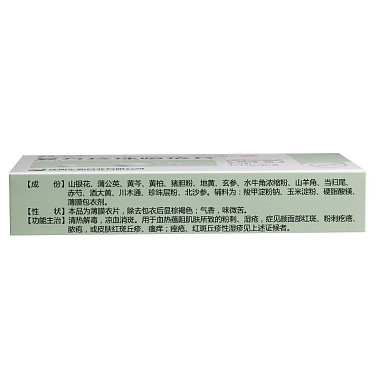 【成　份】山银花、蒲公英、黄芩、黄柏、猪胆粉、地黄、玄参、水牛角浓缩粉、山羊角、当归尾、
赤芍、酒大黄、川木通、珍珠层粉、北沙参。辅料为：羧甲淀粉钠、玉米淀粉、硬脂酸镁、
薄膜包衣剂。
【性　状】本品为薄膜衣片，除去包衣后显棕褐色；气香，味微苦。
【功能主治】清热解毒，凉血消斑。用于血热蕴阻肌肤所致的粉刺、湿疮，症见颜面部红斑、粉刺疙瘩、
脓疱，或皮肤红斑丘疹、瘙痒；痤疮、红斑丘疹性湿疹见上述证候者。